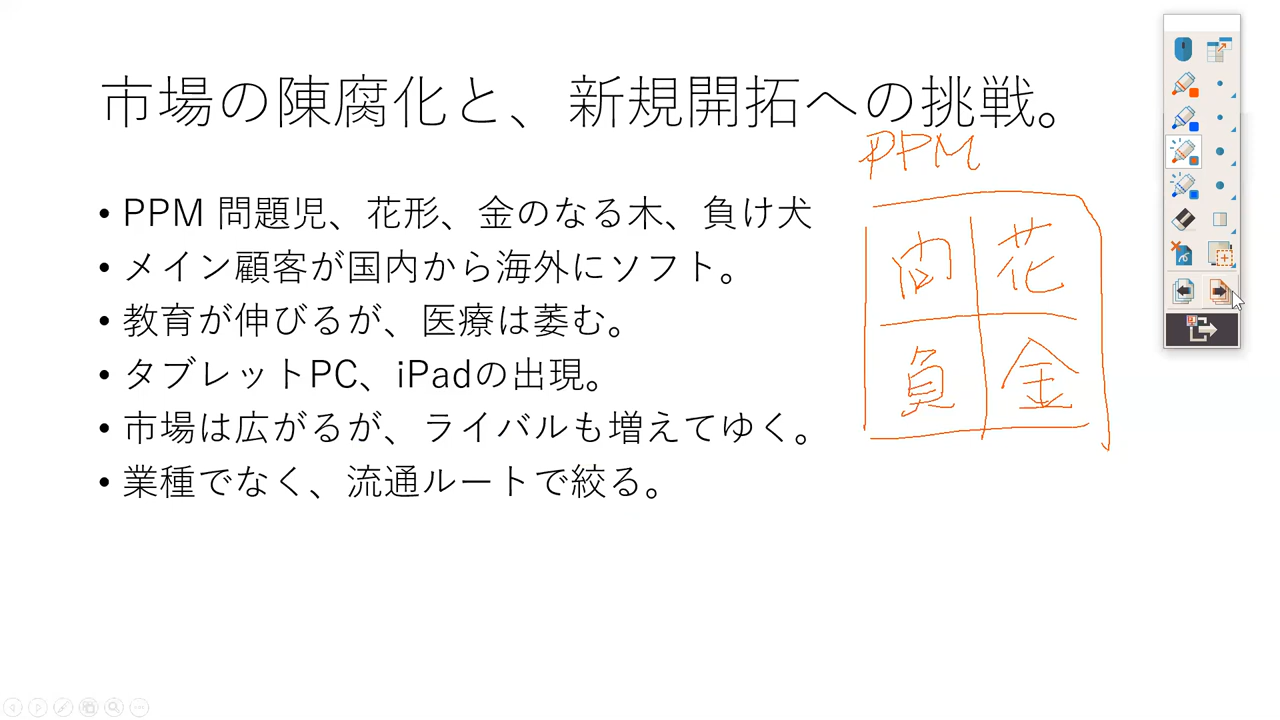 市場の陳腐化と、新規開拓への挑戦。
PPM
• PPM 問題児、花形、金のなる木、負け犬
• メイン顧客が国内から海外にソフト。
• 教育が伸びるが、医療は萎む。
• タブレットPC、iPadの出現。
• 市場は広がるが、ライバルも増えてゆく。
• 業種でなく、流通ルートで絞る。
問 花
負 金